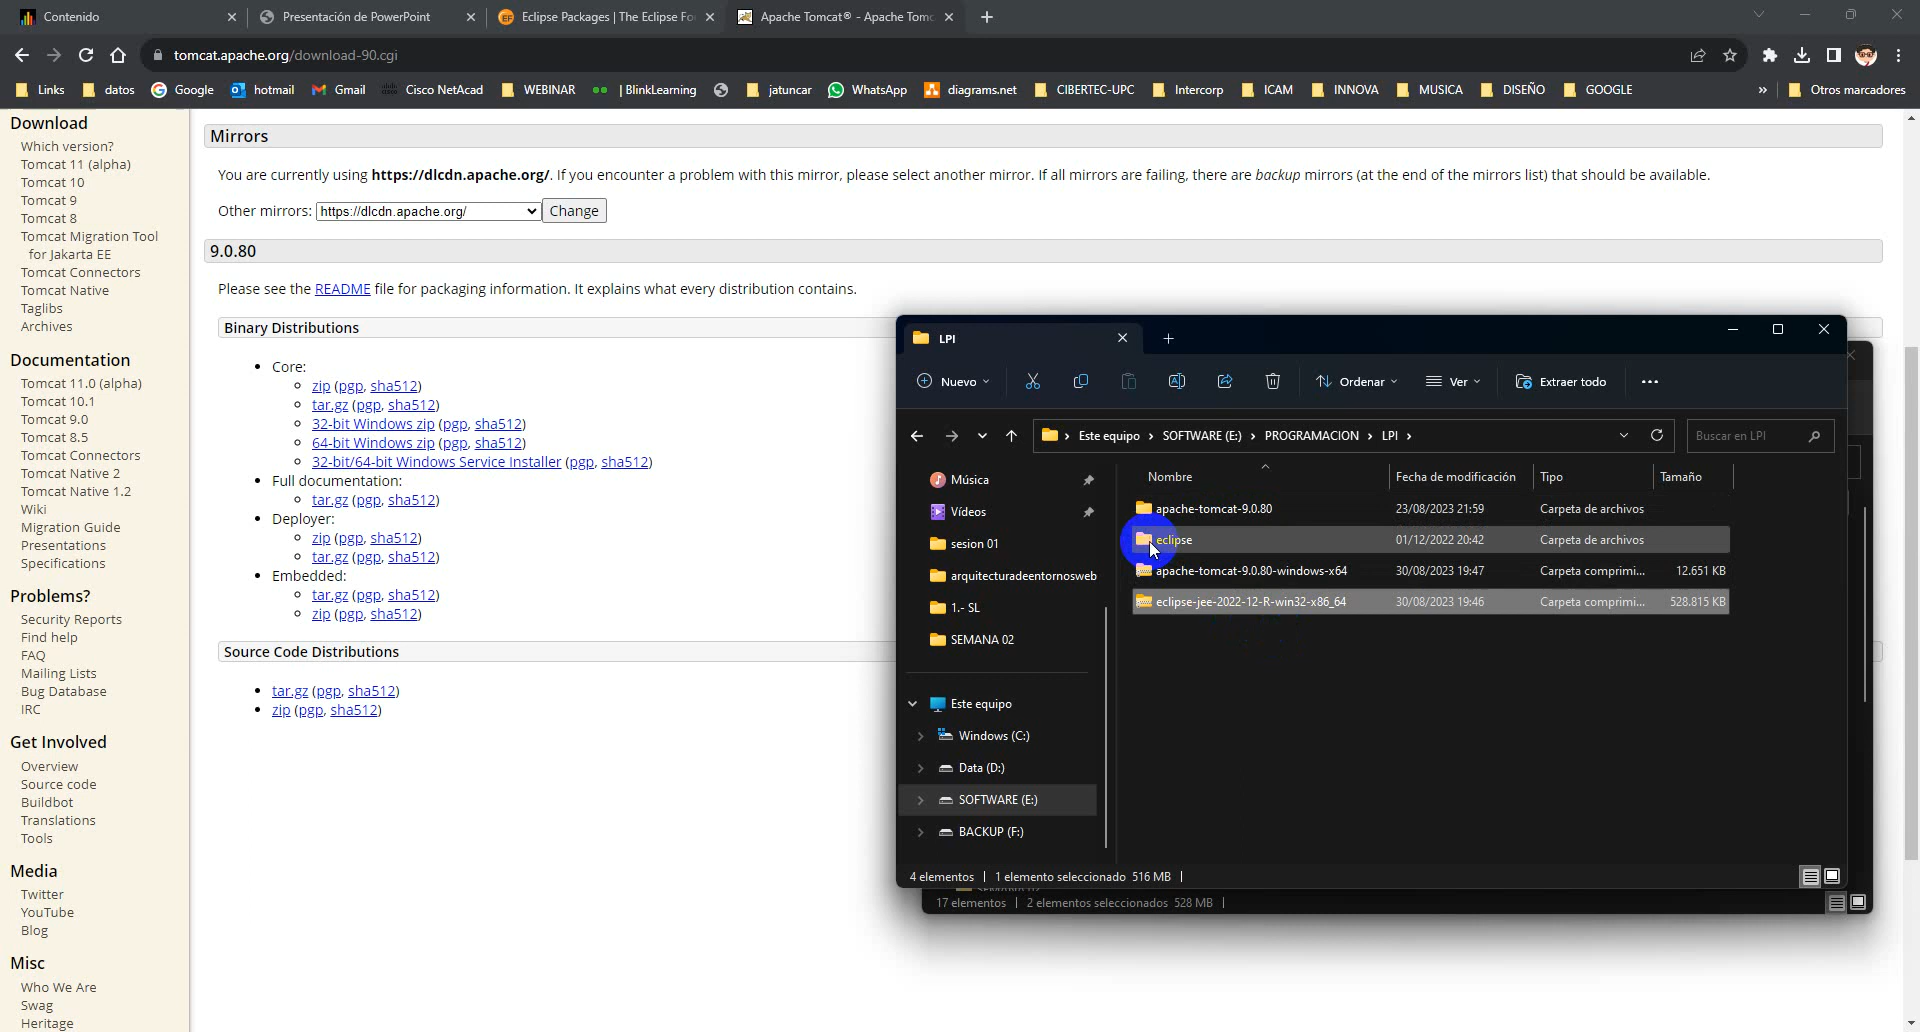 Contenido
Presentación de PowerPoint
Eclipse Packages | The Eclipse Fo
Apache Tomcat® - Apache Tomc
tomcat.apache.org/download-90.cgi
Links
datos
Google
hotmail
Gmail
Cisco NetAcad
WEBINAR
| BlinkLearning
jatuncar
WhatsApp
diagrams.net
CIBERTEC-UPC
Intercorp
ICAM
INNOVA
MUSICA
DISEÑO
GOOGLE
»
Otros marcadores
Download
Which version?
Tomcat 11 (alpha)
Tomcat 10
Tomcat 9
Tomcat 8
Tomcat Migration Tool
for Jakarta EE
Tomcat Connectors
Tomcat Native
Taglibs
Archives
Documentation
Tomcat 11.0 (alpha)
Tomcat 10.1
Tomcat 9.0
Tomcat 8.5
Tomcat Connectors
Tomcat Native 2
Tomcat Native 1.2
Wiki
Migration Guide
Presentations
Specifications
Problems?
Security Reports
Find help
FAQ
Mailing Lists
Bug Database
IRC
Get Involved
Overview
Source code
Buildbot
Translations
Tools
Media
Twitter
YouTube
Blog
Misc
Who We Are
Swag
Heritage
Mirrors
You are currently using https://dlcdn.apache.org/. If you encounter a problem with this mirror, please select another mirror. If all mirrors are failing, there are backup mirrors (at the end of the mirrors list) that should be available.
Other mirrors: https://dlcdn.apache.org/ Change
9.0.80
Please see the README file for packaging information. It explains what every distribution contains.
Binary Distributions
Core:
zip (pgp, sha512)
tar.gz (pgp, sha512)
32-bit Windows zip (pgp, sha512)
64-bit Windows zip (pgp, sha512)
32-bit/64-bit Windows Service Installer (pgp, sha512)
Full documentation:
tar.gz (pgp, sha512)
Deployer:
zip (pgp, sha512)
tar.gz (pgp, sha512)
Embedded:
tar.gz (pgp, sha512)
zip (pgp, sha512)
Source Code Distributions
tar.gz (pgp, sha512)
zip (pgp, sha512)
LPI
Nuevo
Ordenar
Ver
Extraer todo
Este equipo > SOFTWARE (E:) > PROGRAMACION > LPI >
Buscar en LPI
Música
Vídeos
sesion 01
arquitecturadeentornosweb
1.- SL
SEMANA 02
Este equipo
Windows (C:)
Data (D:)
SOFTWARE (E:)
BACKUP (F:)
Nombre Fecha de modificación Tipo Tamaño
apache-tomcat-9.0.80 23/08/2023 21:59 Carpeta de archivos
eclipse 01/12/2022 20:42 Carpeta de archivos
apache-tomcat-9.0.80-windows-x64 30/08/2023 19:47 Carpeta comprimi... 12.651 KB
eclipse-jee-2022-12-R-win32-x86_64 30/08/2023 19:46 Carpeta comprimi... 528.815 KB
4 elementos | 1 elemento seleccionado 516 MB |
17 elementos | 2 elementos seleccionados 528 MB |